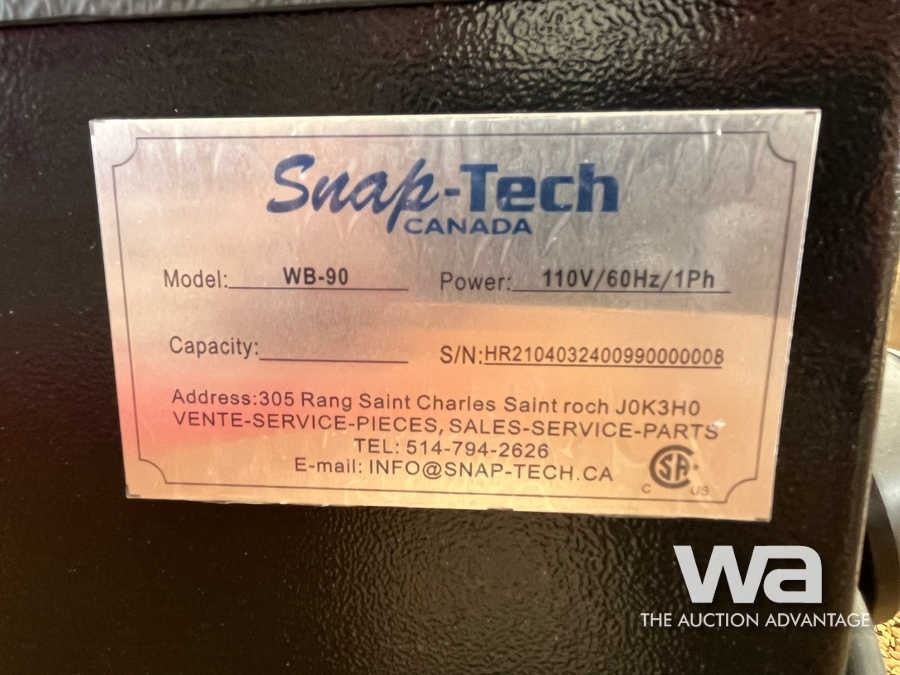 Snap-Tech
CANADA
Model: WB-90 Power: 110V/60Hz/1Ph
Capacity: S/N: HR2104032400990000008
Address:305 Rang Saint Charles Saint roch J0K3H0
VENTE-SERVICE-PIECES, SALES-SERVICE-PARTS
TEL: 514-794-2626
E-mail: INFO@SNAP-TECH.CA
C SA US
wa
THE AUCTION ADVANTAGE